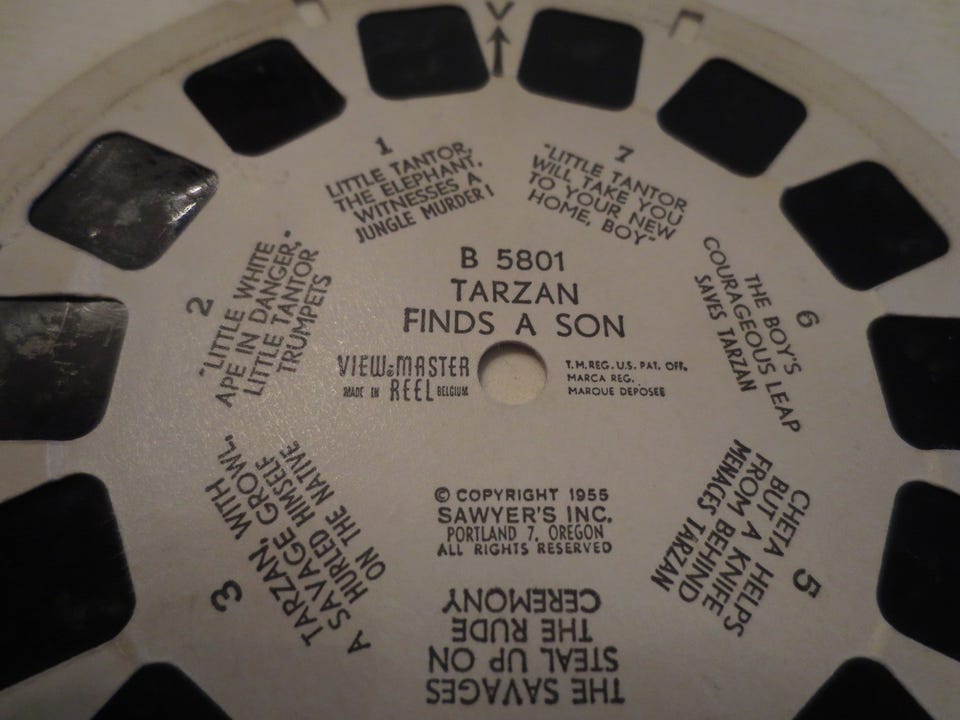 V
B 5801
TARZAN
FINDS A SON
VIEW-MASTER
MADE IN REEL BELGIUM
T.M.REG.U.S. PAT. OFF.
MARCA REG.
MARQUE DEPOSÉE
© COPYRIGHT 1955
SAWYER'S INC.
PORTLAND 7, OREGON
ALL RIGHTS RESERVED
1
LITTLE TANTOR,
THE ELEPHANT,
WITNESSES A
JUNGLE MURDER!
2
"LITTLE WHITE
APE IN DANGER,"
LITTLE TANTOR
TRUMPETS
3
TARZAN, WITH
A SAVAGE GROWL,
HURLED HIMSELF
ON THE NATIVE
THE SAVAGES
STEAL UP ON
THE RUDE
CEREMONY
5
CHETA HELPS
BUT A KNIFE
FROM BEHIND
MENACES TARZAN
6
THE BOY'S
COURAGEOUS LEAP
SAVES TARZAN
7
"LITTLE TANTOR
WILL TAKE YOU
TO YOUR NEW
HOME, BOY"